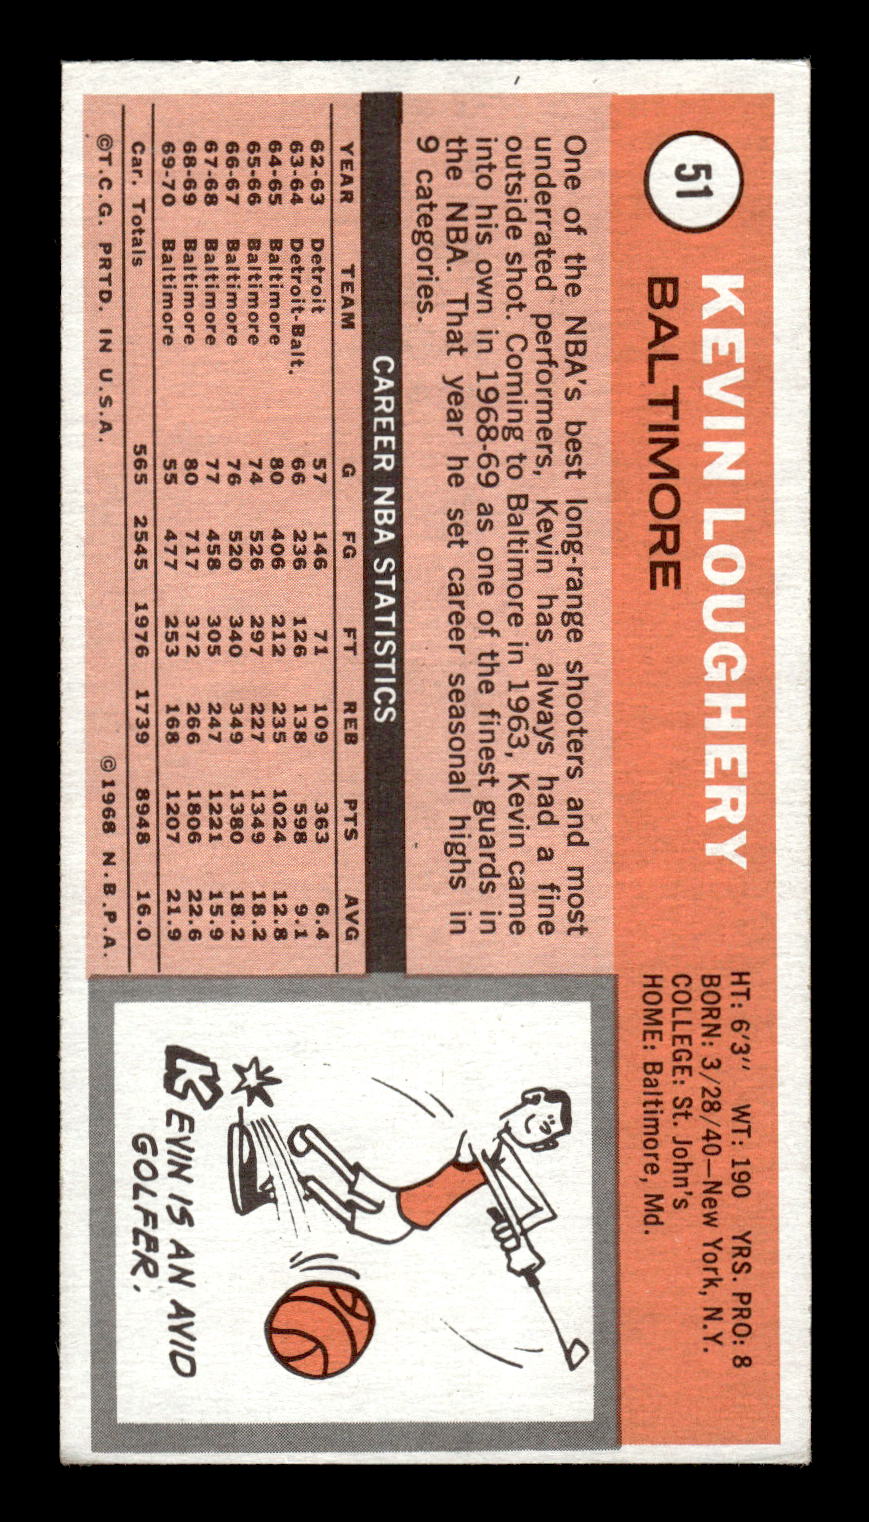 51
KEVIN LOUGHERY
BALTIMORE
HT: 6'3" WT: 190 YRS. PRO: 8
BORN: 3/28/40—New York, N.Y.
COLLEGE: St. John's
HOME: Baltimore, Md.
One of the NBA's best long-range shooters and most
underrated performers, Kevin has always had a fine
outside shot. Coming to Baltimore in 1963, Kevin came
into his own in 1968-69 as one of the finest guards in
the NBA. That year he set career seasonal highs in
9 categories.
CAREER NBA STATISTICS
YEAR TEAM G FG FT REB PTS AVG
62-63 Detroit 57 146 71 109 363 6.4
63-64 Detroit-Balt. 66 236 126 138 598 9.1
64-65 Baltimore 80 406 212 235 1024 12.8
65-66 Baltimore 74 526 297 227 1349 18.2
66-67 Baltimore 76 520 340 349 1380 18.2
67-68 Baltimore 77 458 305 247 1221 15.9
68-69 Baltimore 80 717 372 266 1806 22.6
69-70 Baltimore 55 477 253 168 1207 21.9
Car. Totals 565 2545 1976 1739 8948 16.0
©T.C.G. PRTD. IN U.S.A. ©1968 N.B.P.A.
KEVIN IS AN AVID
GOLFER.